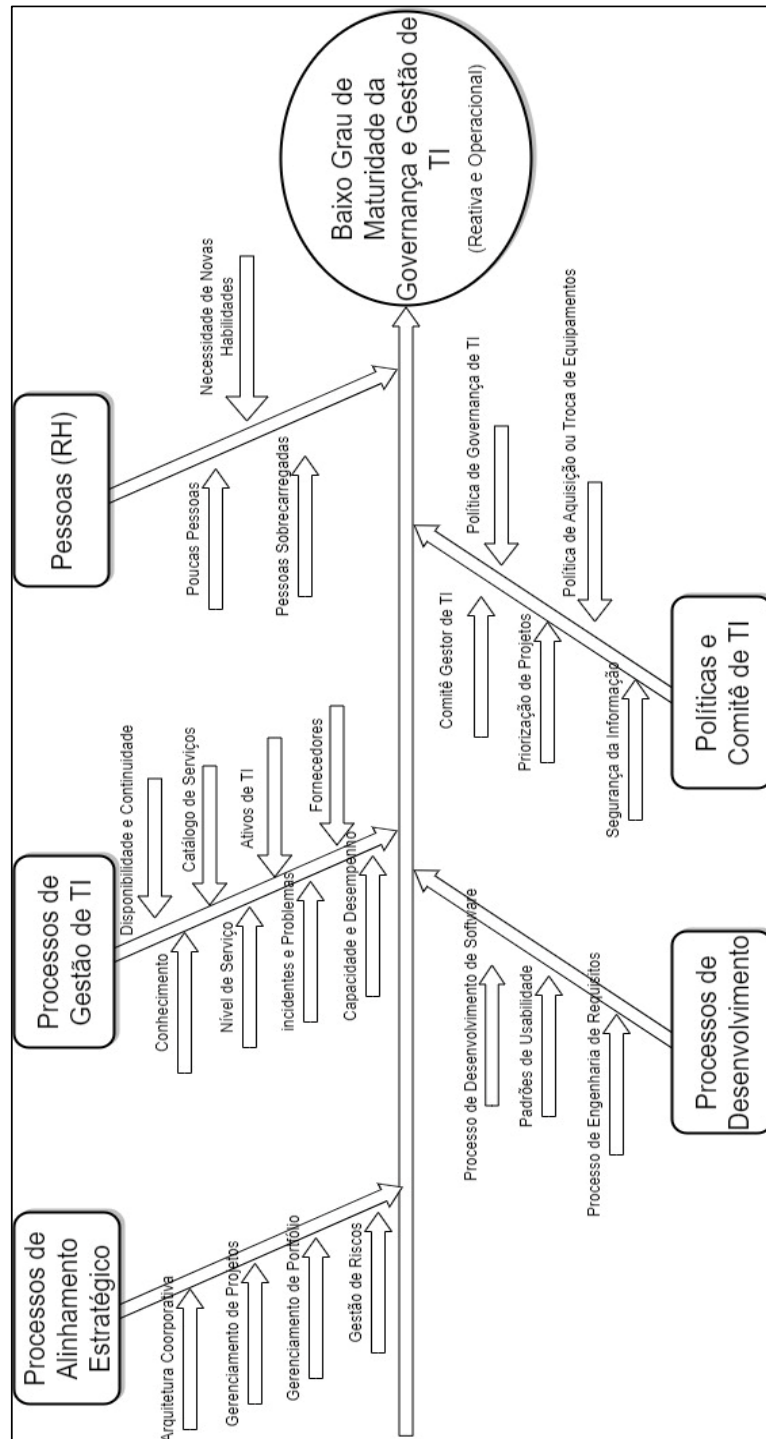 Processos de
Alinhamento
Estratégico
Arquitetura Coorporativa
Gerenciamento de Projetos
Gerenciamento de Portfólio
Gestão de Riscos
Processos de
Gestão de TI
Disponibilidade e Continuidade
Catálogo de Serviços
Ativos de TI
Fornecedores
Conhecimento
Nível de Serviço
incidentes e Problemas
Capacidade e Desempenho
Pessoas (RH)
Necessidade de Novas
Habilidades
Poucas Pessoas
Pessoas Sobrecarregadas
Baixo Grau de
Maturidade da
Governança e Gestão de
TI
(Reativa e Operacional)
Processo de Desenvolvimento de Software
Padrões de Usabilidade
Processo de Engenharia de Requisitos
Processos de
Desenvolvimento
Comitê Gestor de TI
Priorização de Projetos
Segurança da Informação
Política de Governança de TI
Política de Aquisição ou Troca de Equipamentos
Políticas e
Comitê de TI